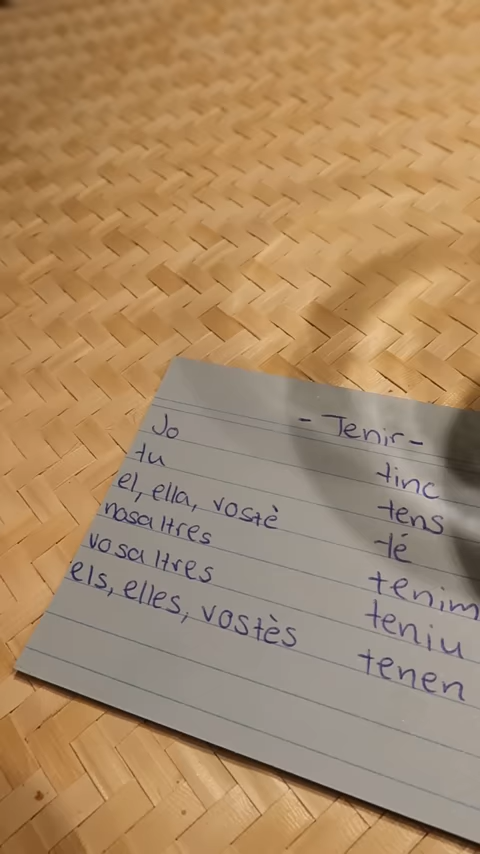 - Tenir -
Jo tinc
tu tens
el, ella, vostè té
nosaltres tenim
vosaltres teniu
els, elles, vostès tenen